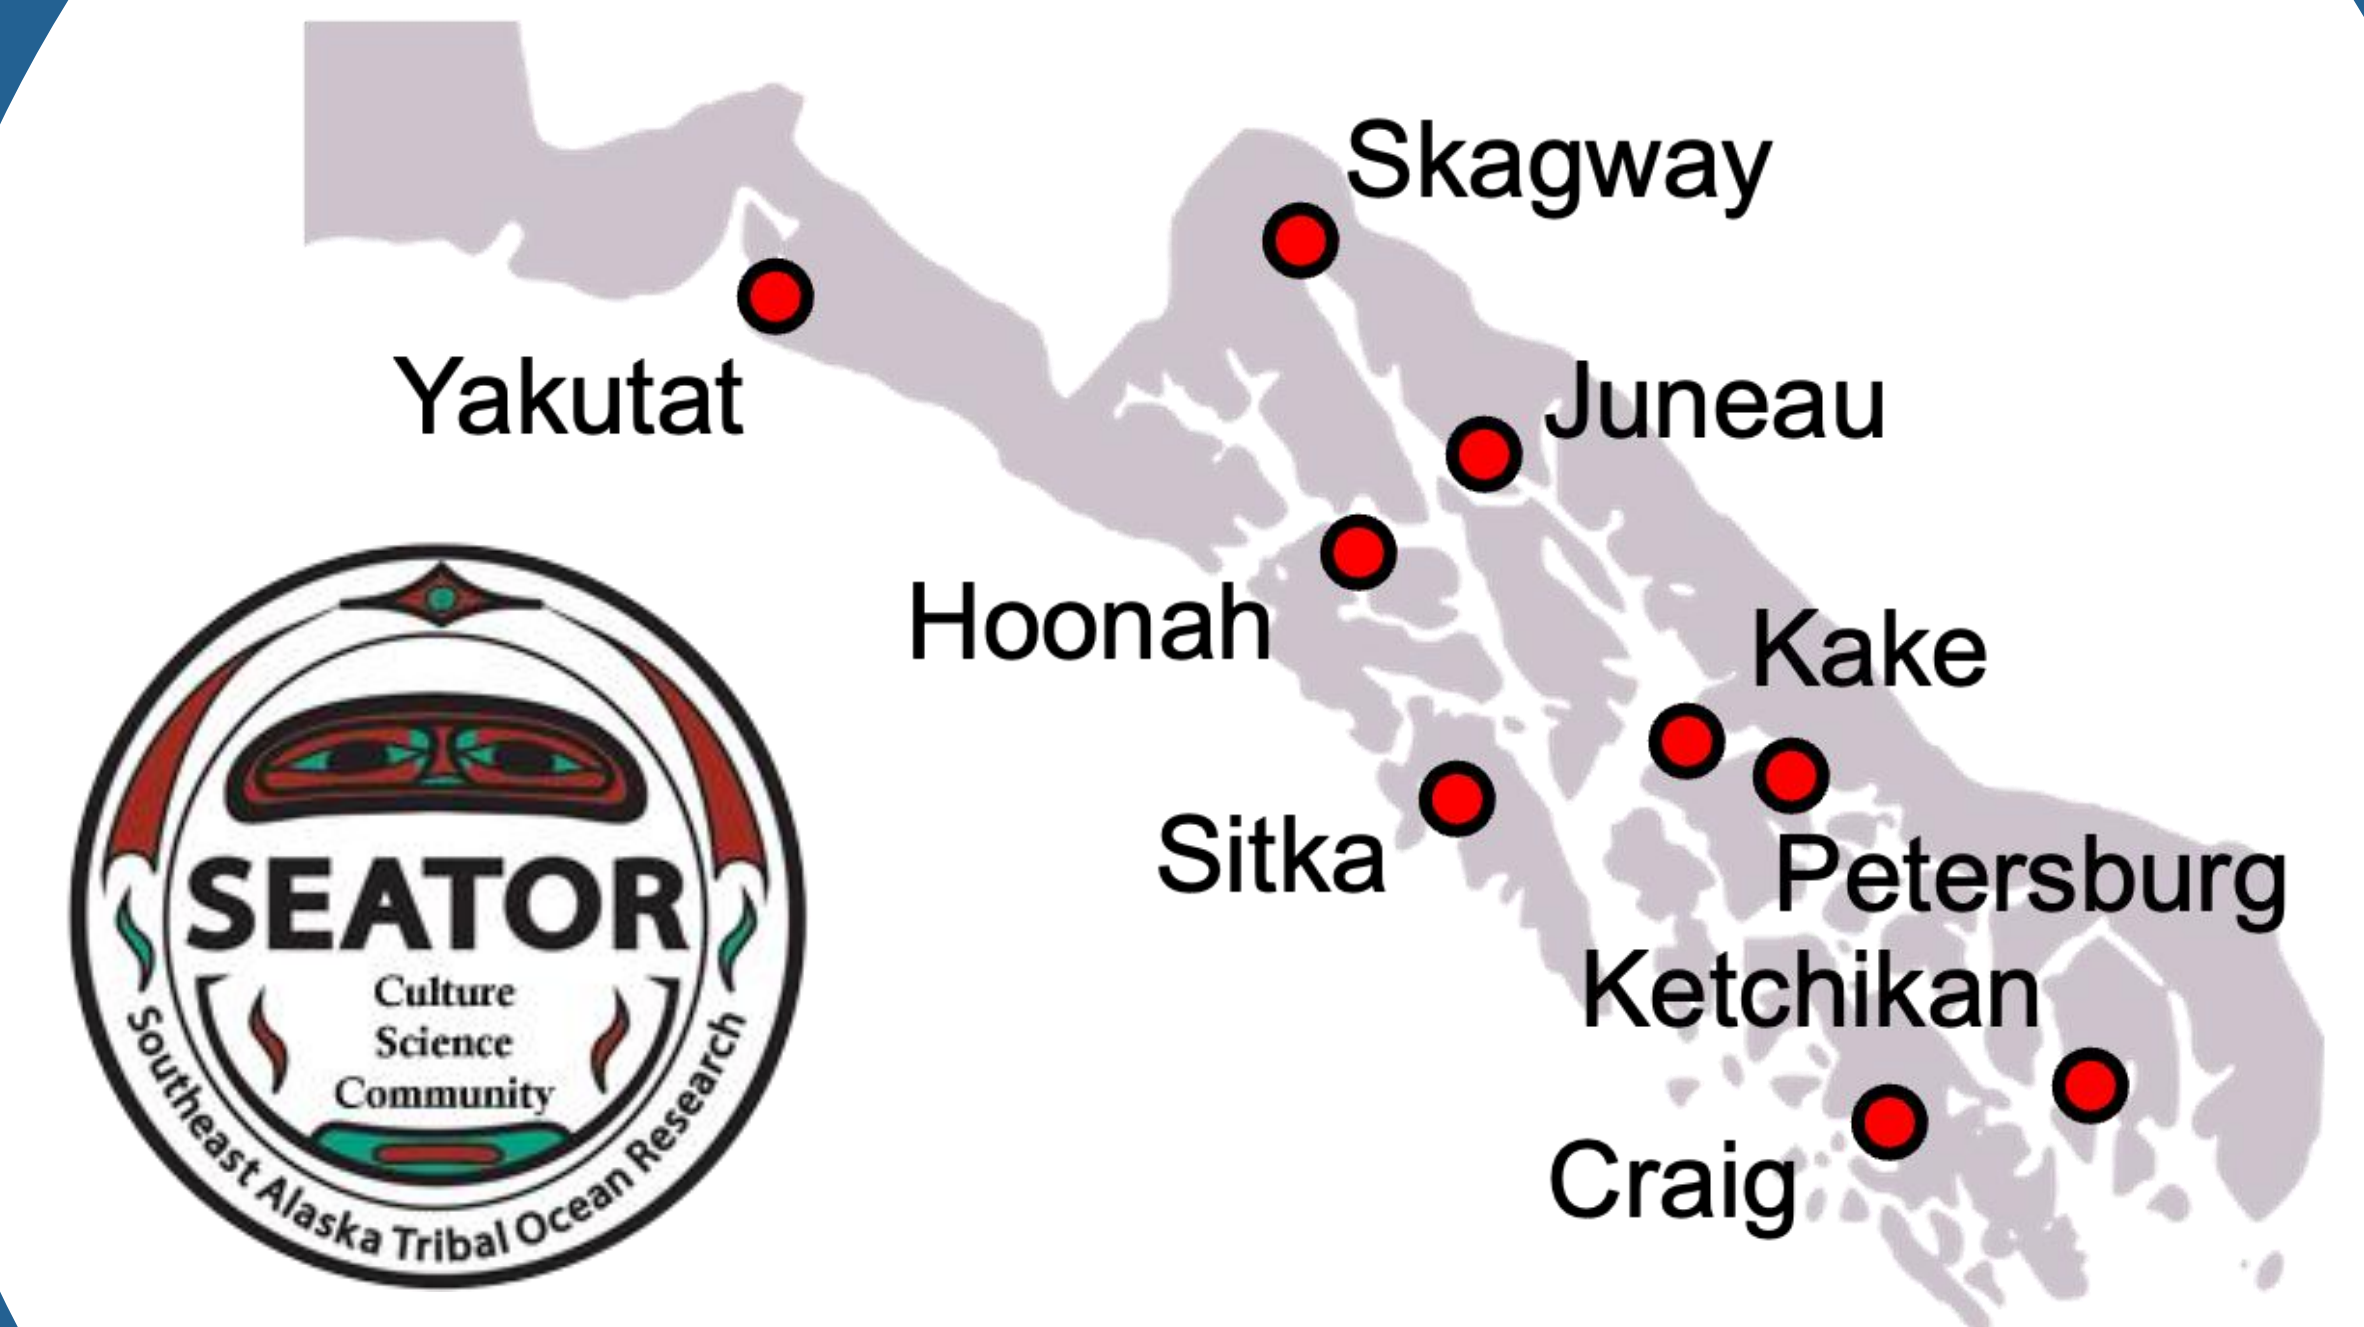 Skagway
Yakutat
Juneau
Hoonah
Kake
Sitka
Petersburg
Ketchikan
Craig
SEATOR
Culture
Science
Community
Southeast Alaska Tribal Ocean Research